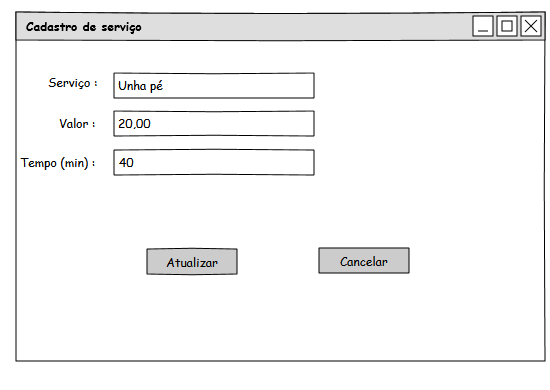 Cadastro de serviço
Serviço : Unha pé
Valor : 20,00
Tempo (min) : 40
Atualizar Cancelar